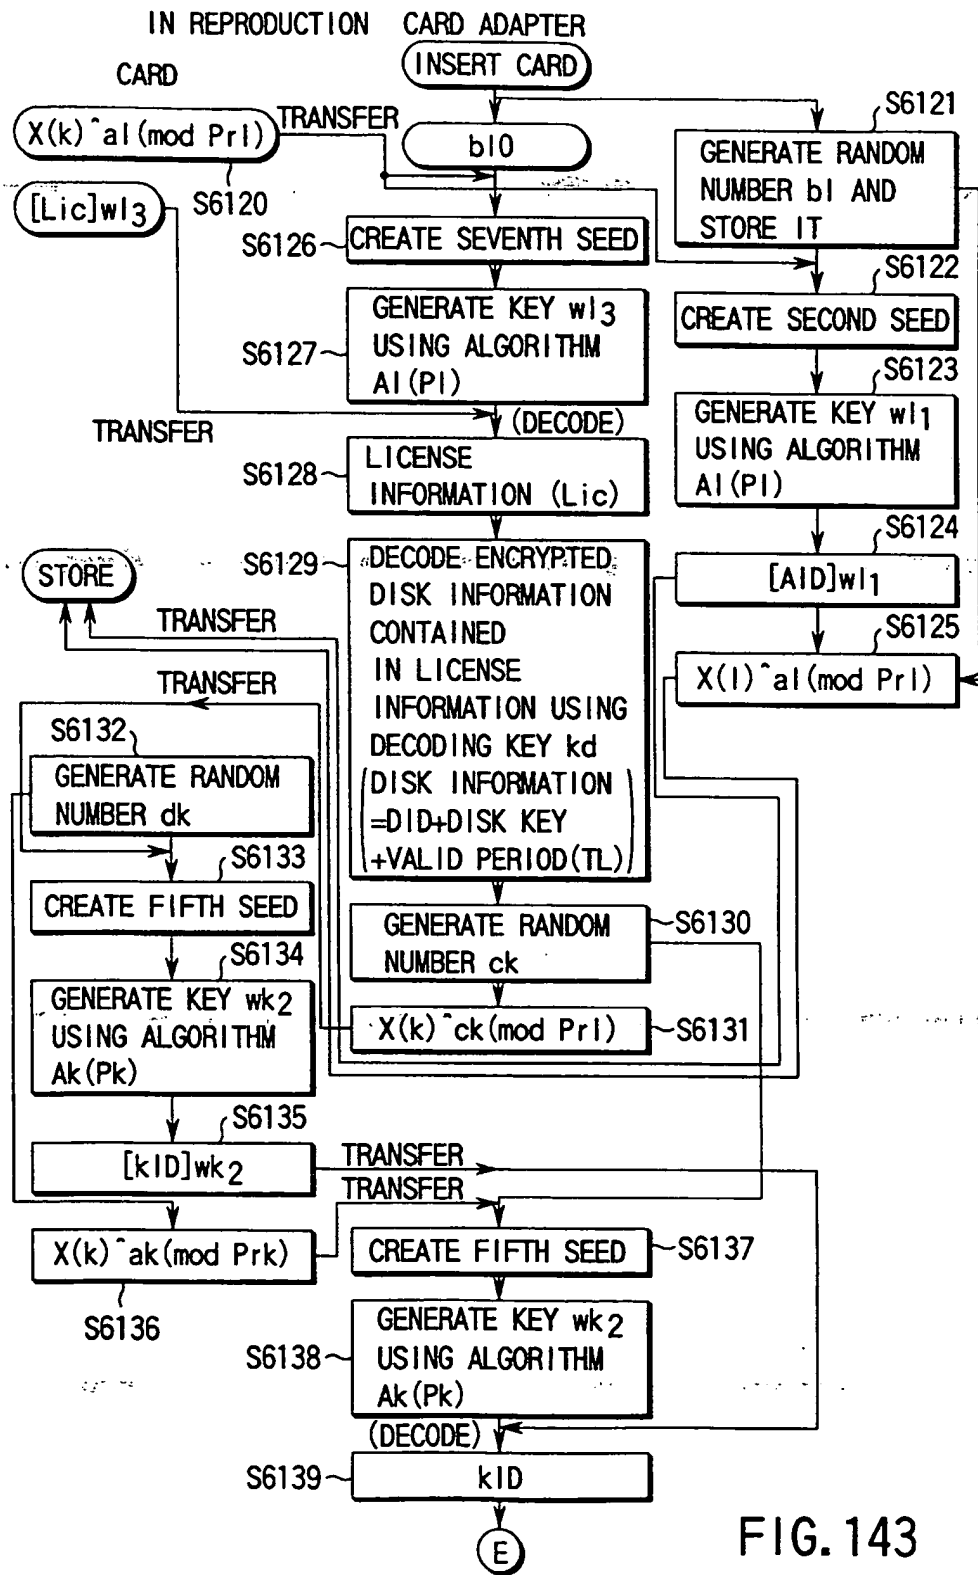 IN REPRODUCTION CARD ADAPTER
INSERT CARD
CARD
X(k)^al(mod Prl)
TRANSFER
S6120
[Lic]wl3
bl0
S6121
GENERATE RANDOM
NUMBER bl AND
STORE IT
S6126
CREATE SEVENTH SEED
S6122
CREATE SECOND SEED
S6127
GENERATE KEY wl3
USING ALGORITHM
Al(Pl)
S6123
GENERATE KEY wl1
USING ALGORITHM
Al(Pl)
TRANSFER
(DECODE)
S6128
LICENSE
INFORMATION (Lic)
S6124
[AID]wl1
S6129
DECODE ENCRYPTED
DISK INFORMATION
CONTAINED
IN LICENSE
INFORMATION USING
DECODING KEY kd
(DISK INFORMATION
=DID+DISK KEY
+VALID PERIOD(TL))
S6125
X(l)^al(mod Prl)
STORE
TRANSFER
TRANSFER
S6132
GENERATE RANDOM
NUMBER dk
S6133
CREATE FIFTH SEED
S6130
GENERATE RANDOM
NUMBER ck
S6134
GENERATE KEY wk2
USING ALGORITHM
Ak(Pk)
X(k)^ck(mod Prl)
S6131
S6135
[kID]wk2
TRANSFER
TRANSFER
X(k)^ak(mod Prk)
S6136
CREATE FIFTH SEED
S6137
S6138
GENERATE KEY wk2
USING ALGORITHM
Ak(Pk)
(DECODE)
S6139
kID
E
FIG. 143